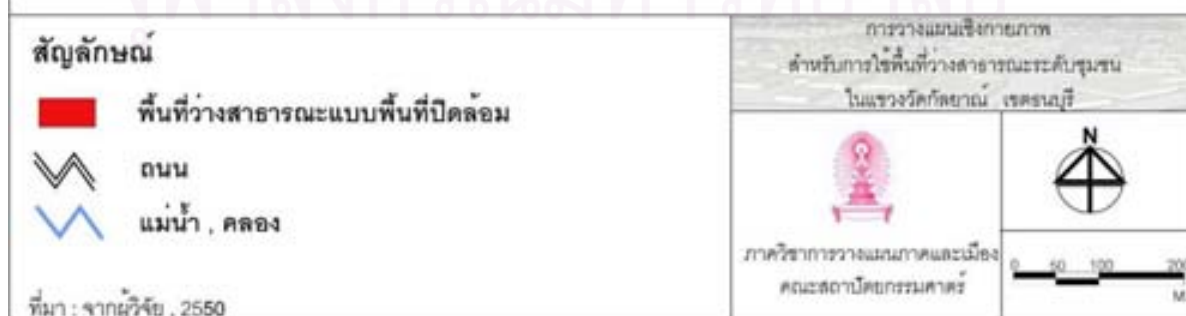 สัญลักษณ์
พื้นที่ว่างสาธารณะแบบพื้นที่ปิดล้อม
ถนน
แม่น้ำ , คลอง
ที่มา : จากผู้วิจัย , 2550
การวางแผนเชิงกายภาพ
สำหรับการใช้พื้นที่ว่างสาธารณะระดับชุมชน
ในแขวงวัดกัลยาณ์ เขตธนบุรี
N
ภาควิชาการวางแผนภาคและเมือง
คณะสถาปัตยกรรมศาตร์
0 50 100 200
M